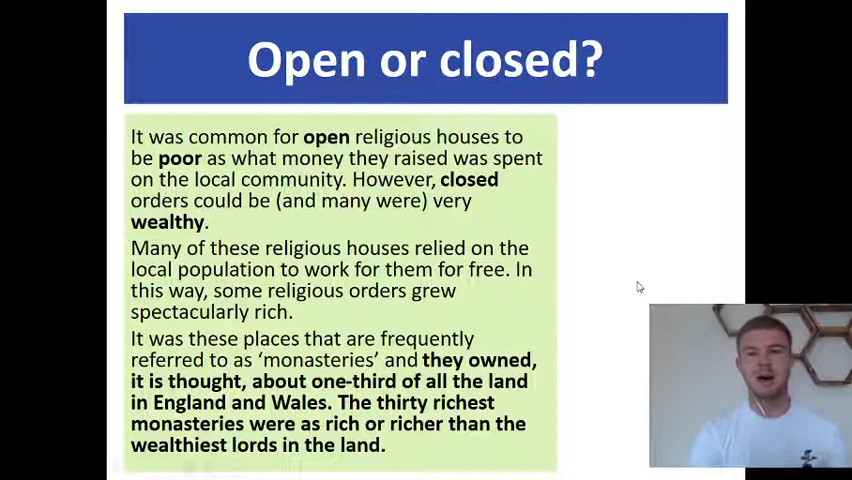 Open or closed?
It was common for open religious houses to
be poor as what money they raised was spent
on the local community. However, closed
orders could be (and many were) very
wealthy.
Many of these religious houses relied on the
local population to work for them for free. In
this way, some religious orders grew
spectacularly rich.
It was these places that are frequently
referred to as ‘monasteries’ and they owned,
it is thought, about one-third of all the land
in England and Wales. The thirty richest
monasteries were as rich or richer than the
wealthiest lords in the land.